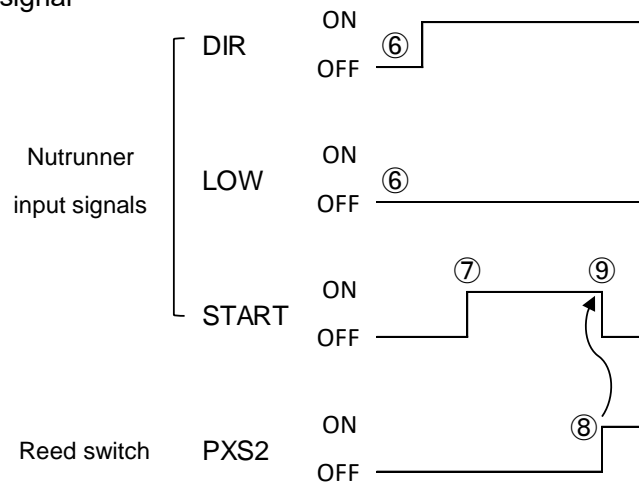 signal
ON
DIR ⑥
OFF
Nutrunner
input signals
ON
LOW ⑥
OFF
⑦ ⑨
ON
START
OFF
ON ⑧
Reed switch PXS2
OFF